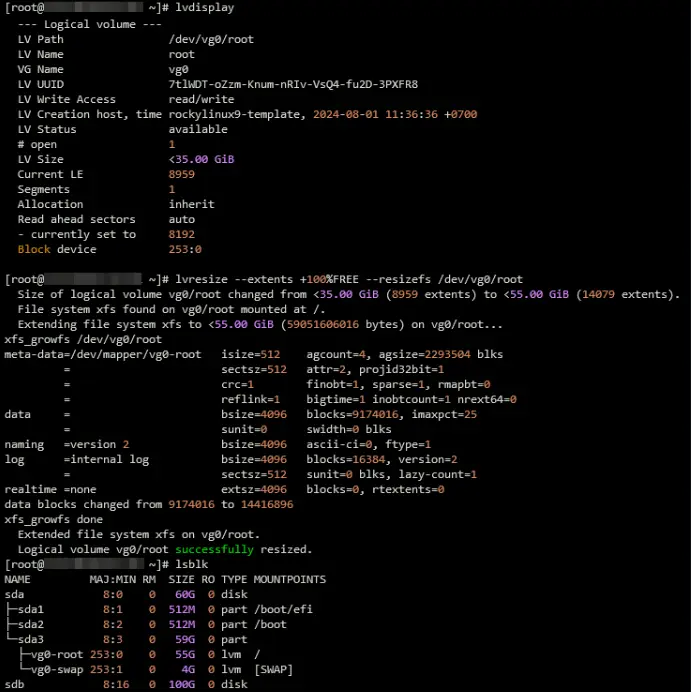 [root@ ~]# lvdisplay
--- Logical volume ---
LV Path                /dev/vg0/root
LV Name                root
VG Name                vg0
LV UUID                7tlWDT-oZzm-Knum-nRIv-VsQ4-fu2D-3PXFR8
LV Write Access        read/write
LV Creation host, time rockylinux9-template, 2024-08-01 11:36:36 +0700
LV Status              available
# open                 1
LV Size                <35.00 GiB
Current LE             8959
Segments               1
Allocation             inherit
Read ahead sectors     auto
- currently set to     8192
Block device           253:0
[root@ ~]# lvresize --extents +100%FREE --resizefs /dev/vg0/root
Size of logical volume vg0/root changed from <35.00 GiB (8959 extents) to <55.00 GiB (14079 extents).
File system xfs found on vg0/root mounted at /.
Extending file system xfs to <55.00 GiB (59051606016 bytes) on vg0/root...
xfs_growfs /dev/vg0/root
meta-data=/dev/mapper/vg0-root   isize=512    agcount=4, agsize=2293504 blks
         =                       sectsz=512   attr=2, projid32bit=1
         =                       crc=1        finobt=1, sparse=1, rmapbt=0
         =                       reflink=1    bigtime=1 inobtcount=1 nrext64=0
data     =                       bsize=4096   blocks=9174016, imaxpct=25
         =                       sunit=0      swidth=0 blks
naming   =version 2              bsize=4096   ascii-ci=0, ftype=1
log      =internal log           bsize=4096   blocks=16384, version=2
         =                       sectsz=512   sunit=0 blks, lazy-count=1
realtime =none                   extsz=4096   blocks=0, rtextents=0
data blocks changed from 9174016 to 14416896
xfs_growfs done
Extended file system xfs on vg0/root.
Logical volume vg0/root successfully resized.
[root@ ~]# lsblk
NAME         MAJ:MIN RM  SIZE RO TYPE MOUNTPOINTS
sda            8:0    0   60G  0 disk
├─sda1         8:1    0  512M  0 part /boot/efi
├─sda2         8:2    0  512M  0 part /boot
└─sda3         8:3    0   59G  0 part
  ├─vg0-root 253:0    0   55G  0 lvm  /
  └─vg0-swap 253:1    0    4G  0 lvm  [SWAP]
sdb            8:16   0  100G  0 disk